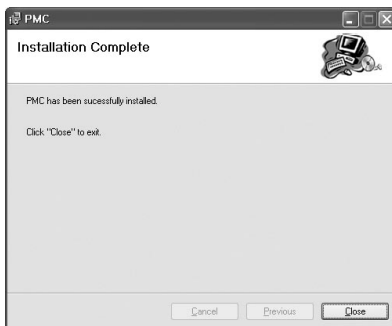 PMC
Installation Complete
PMC has been sucessfully installed.
Click "Close" to exit.
Cancel
Previous
Close